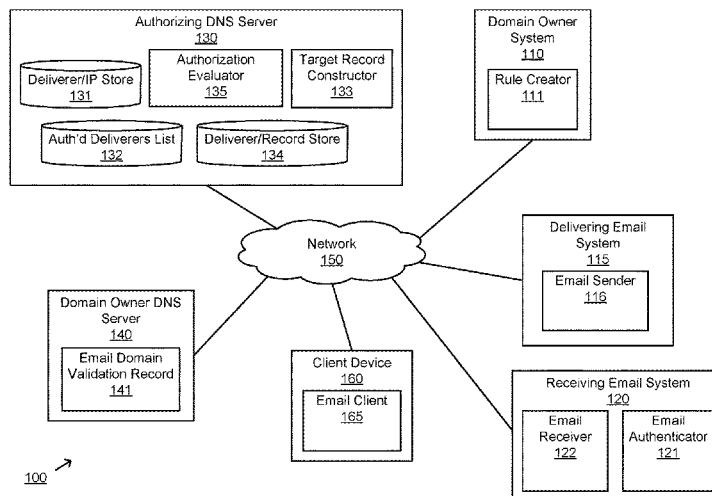 Authorizing DNS Server
130
Deliverer/IP Store
131
Authorization
Evaluator
135
Target Record
Constructor
133
Auth'd Deliverers List
132
Deliverer/Record Store
134
Domain Owner
System
110
Rule Creator
111
Network
150
Delivering Email
System
115
Email Sender
116
Domain Owner DNS
Server
140
Email Domain
Validation Record
141
Client Device
160
Email Client
165
Receiving Email System
120
Email
Receiver
122
Email
Authenticator
121
100